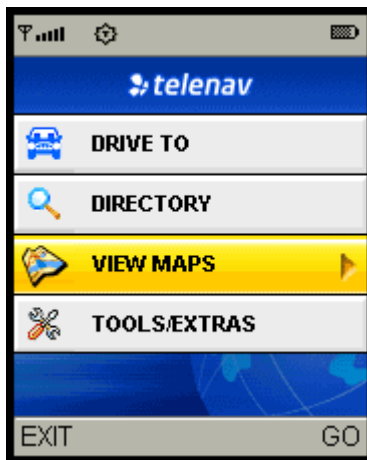 telenav
DRIVE TO
DIRECTORY
VIEW MAPS
TOOLS/EXTRAS
EXIT GO